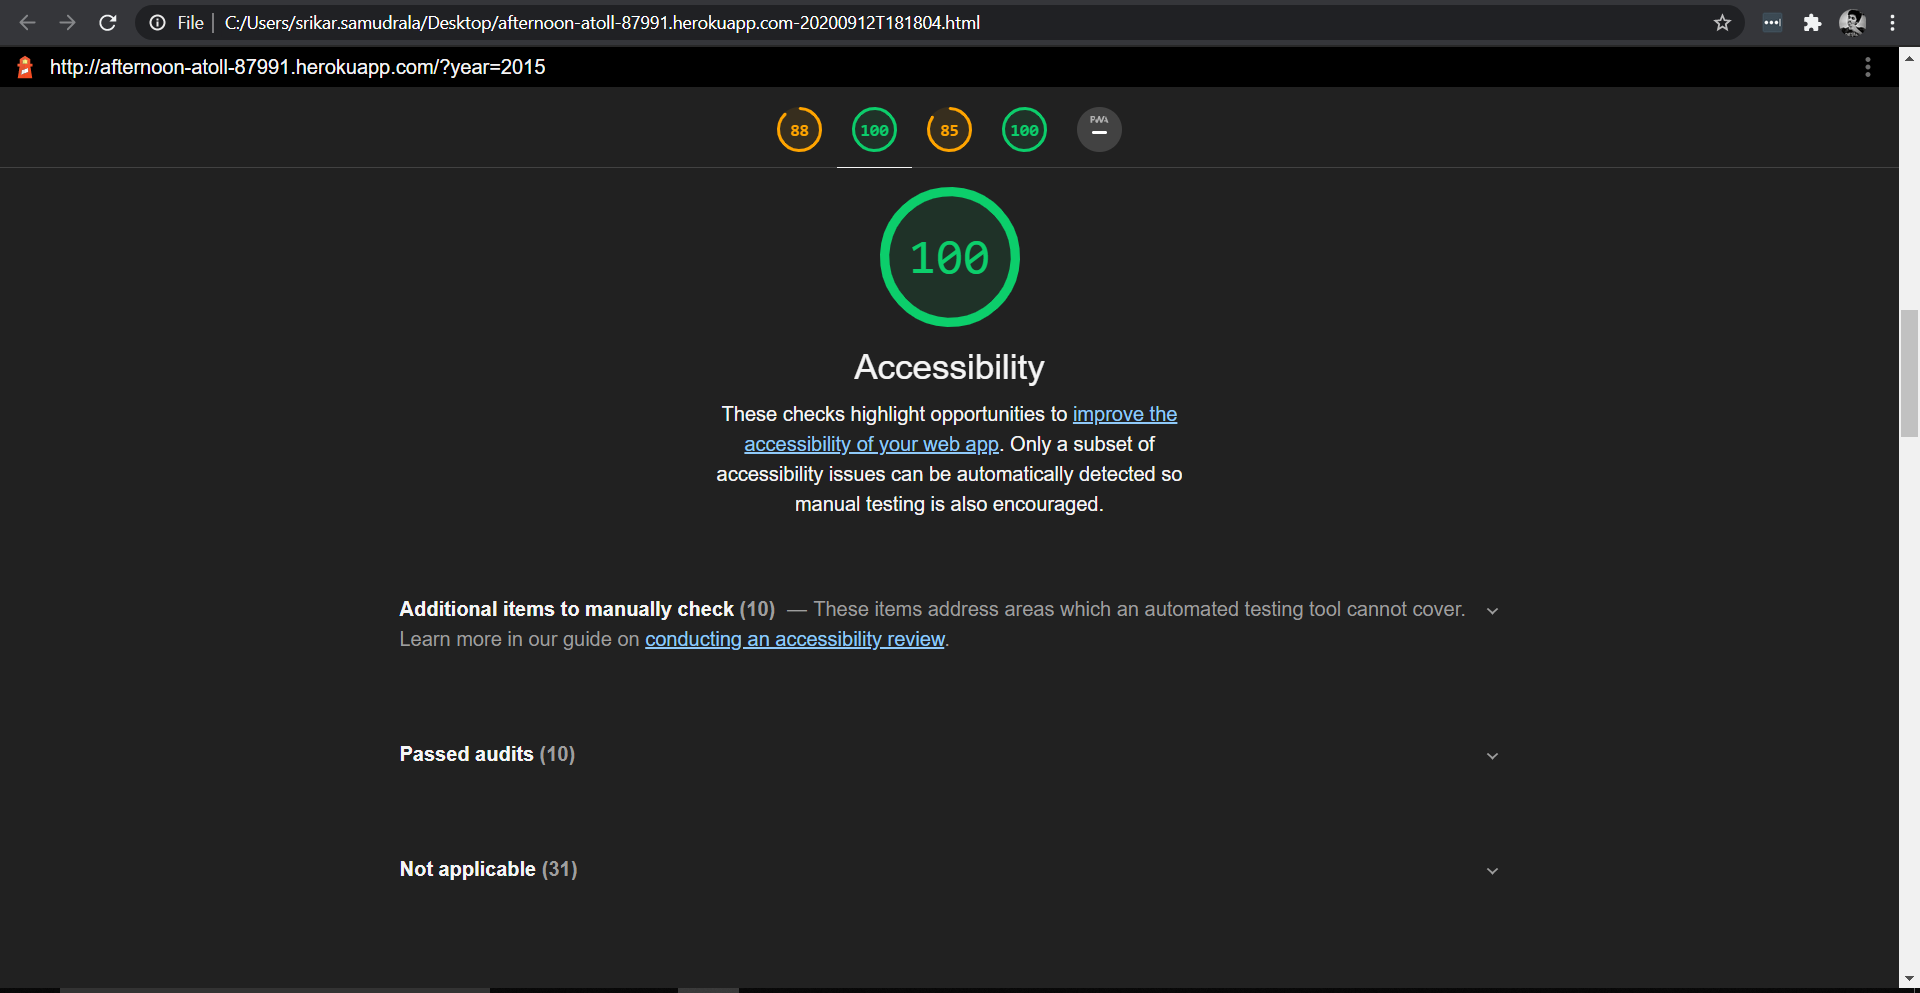 File C:/Users/srikar.samudrala/Desktop/afternoon-atoll-87991.herokuapp.com-20200912T181804.html
http://afternoon-atoll-87991.herokuapp.com/?year=2015
88 100 85 100 PWA
100
Accessibility
These checks highlight opportunities to improve the
accessibility of your web app. Only a subset of
accessibility issues can be automatically detected so
manual testing is also encouraged.
Additional items to manually check (10) — These items address areas which an automated testing tool cannot cover.
Learn more in our guide on conducting an accessibility review.
Passed audits (10)
Not applicable (31)